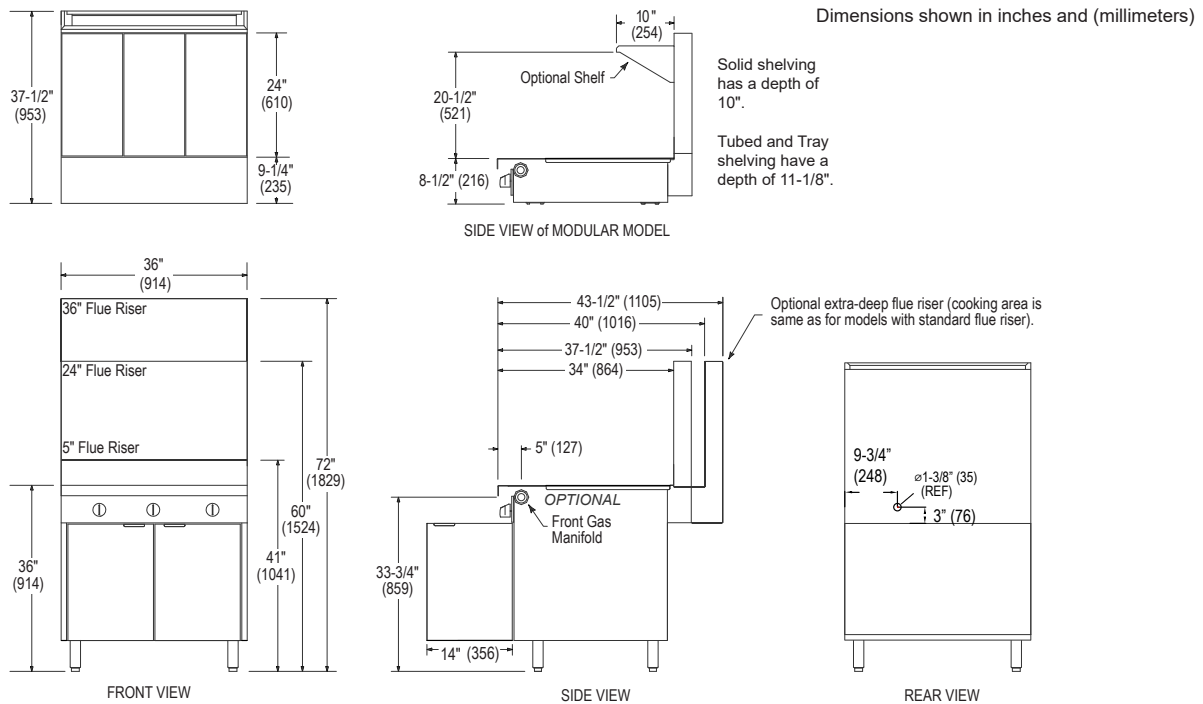 Dimensions shown in inches and (millimeters)
37-1/2"
(953)
24"
(610)
9-1/4"
(235)
10"
(254)
Optional Shelf
20-1/2"
(521)
8-1/2" (216)
SIDE VIEW of MODULAR MODEL
Solid shelving
has a depth of
10".
Tubed and Tray
shelving have a
depth of 11-1/8".
36"
(914)
36" Flue Riser
24" Flue Riser
5" Flue Riser
72"
(1829)
60"
(1524)
41"
(1041)
36"
(914)
FRONT VIEW
43-1/2" (1105)
40" (1016)
37-1/2" (953)
34" (864)
Optional extra-deep flue riser (cooking area is
same as for models with standard flue riser).
5" (127)
OPTIONAL
Front Gas
Manifold
33-3/4"
(859)
14" (356)
SIDE VIEW
9-3/4"
(248)
⌀1-3/8" (35)
(REF)
3" (76)
REAR VIEW